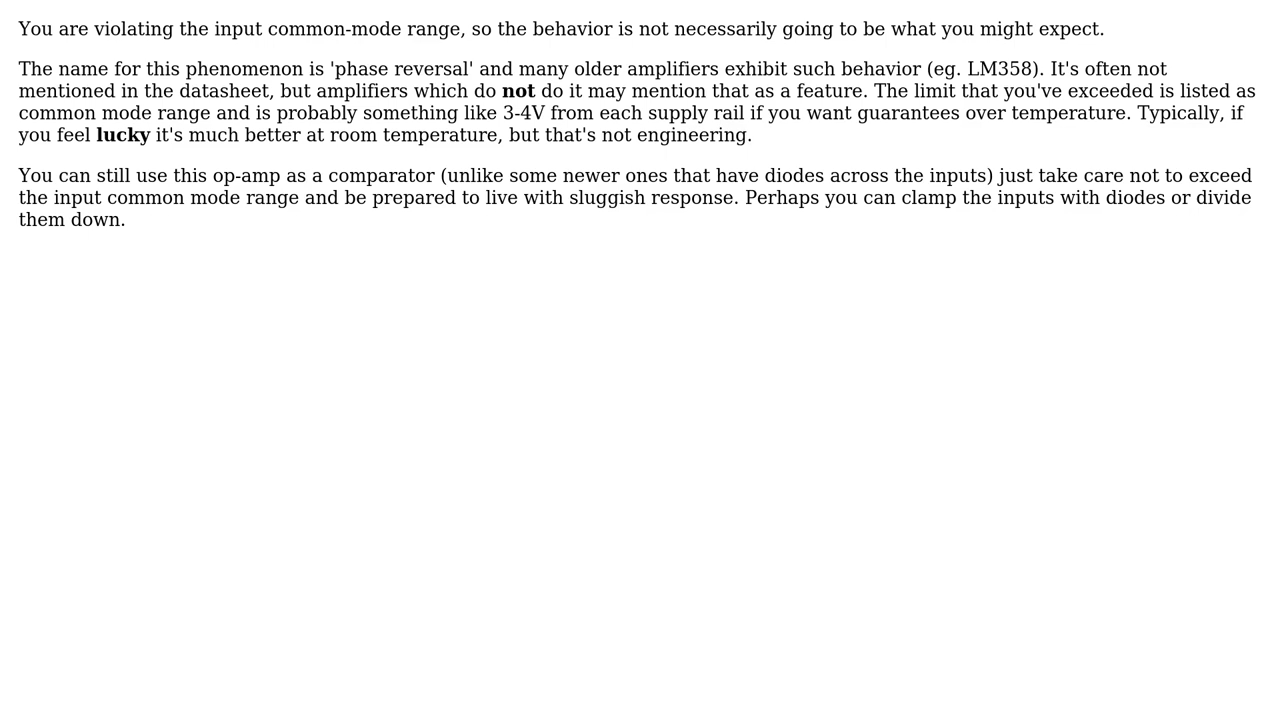 You are violating the input common-mode range, so the behavior is not necessarily going to be what you might expect.
The name for this phenomenon is 'phase reversal' and many older amplifiers exhibit such behavior (eg. LM358). It's often not
mentioned in the datasheet, but amplifiers which do not do it may mention that as a feature. The limit that you've exceeded is listed as
common mode range and is probably something like 3-4V from each supply rail if you want guarantees over temperature. Typically, if
you feel lucky it's much better at room temperature, but that's not engineering.
You can still use this op-amp as a comparator (unlike some newer ones that have diodes across the inputs) just take care not to exceed
the input common mode range and be prepared to live with sluggish response. Perhaps you can clamp the inputs with diodes or divide
them down.